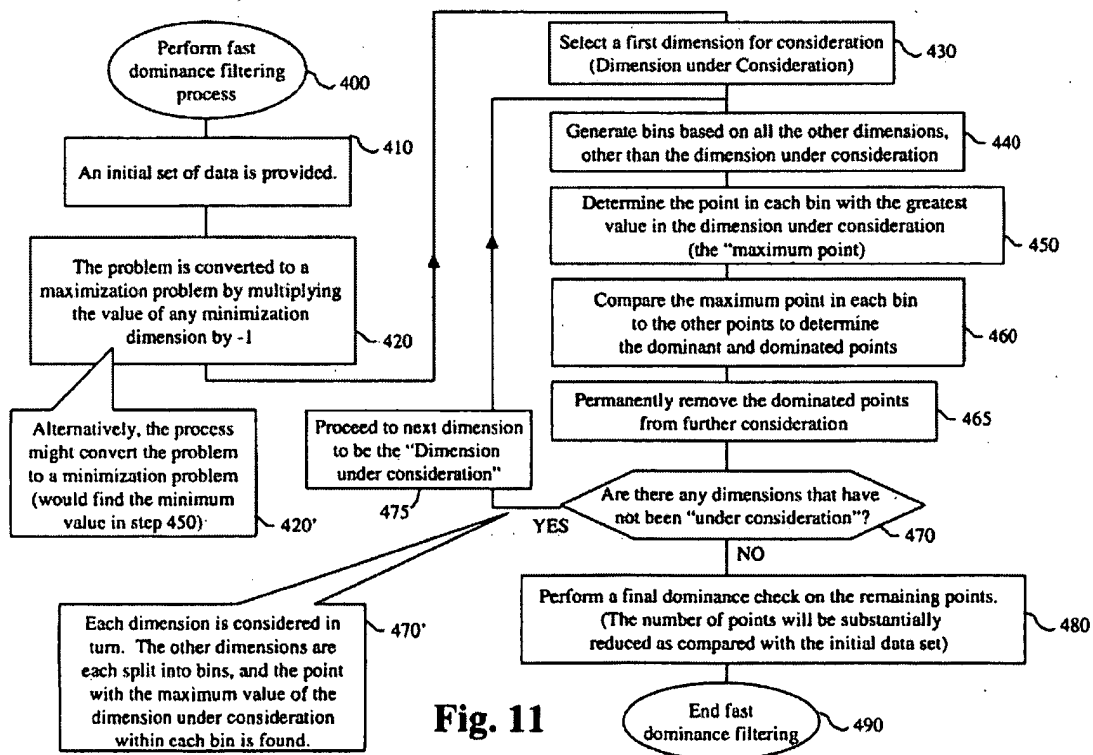 Perform fast
dominance filtering
process
400
410
An initial set of data is provided.
The problem is converted to a
maximization problem by multiplying
the value of any minimization
dimension by -1
420
Alternatively, the process
might convert the problem
to a minimization problem
(would find the minimum
value in step 450)
420'
Select a first dimension for consideration
(Dimension under Consideration)
430
Generate bins based on all the other dimensions,
other than the dimension under consideration
440
Determine the point in each bin with the greatest
value in the dimension under consideration
(the "maximum point)
450
Compare the maximum point in each bin
to the other points to determine
the dominant and dominated points
460
Permanently remove the dominated points
from further consideration
465
Proceed to next dimension
to be the "Dimension
under consideration"
475
Are there any dimensions that have
not been "under consideration"?
470
YES
NO
Each dimension is considered in
turn. The other dimensions are
each split into bins, and the point
with the maximum value of the
dimension under consideration
within each bin is found.
470'
Perform a final dominance check on the remaining points.
(The number of points will be substantially
reduced as compared with the initial data set)
480
End fast
dominance filtering
490
Fig. 11